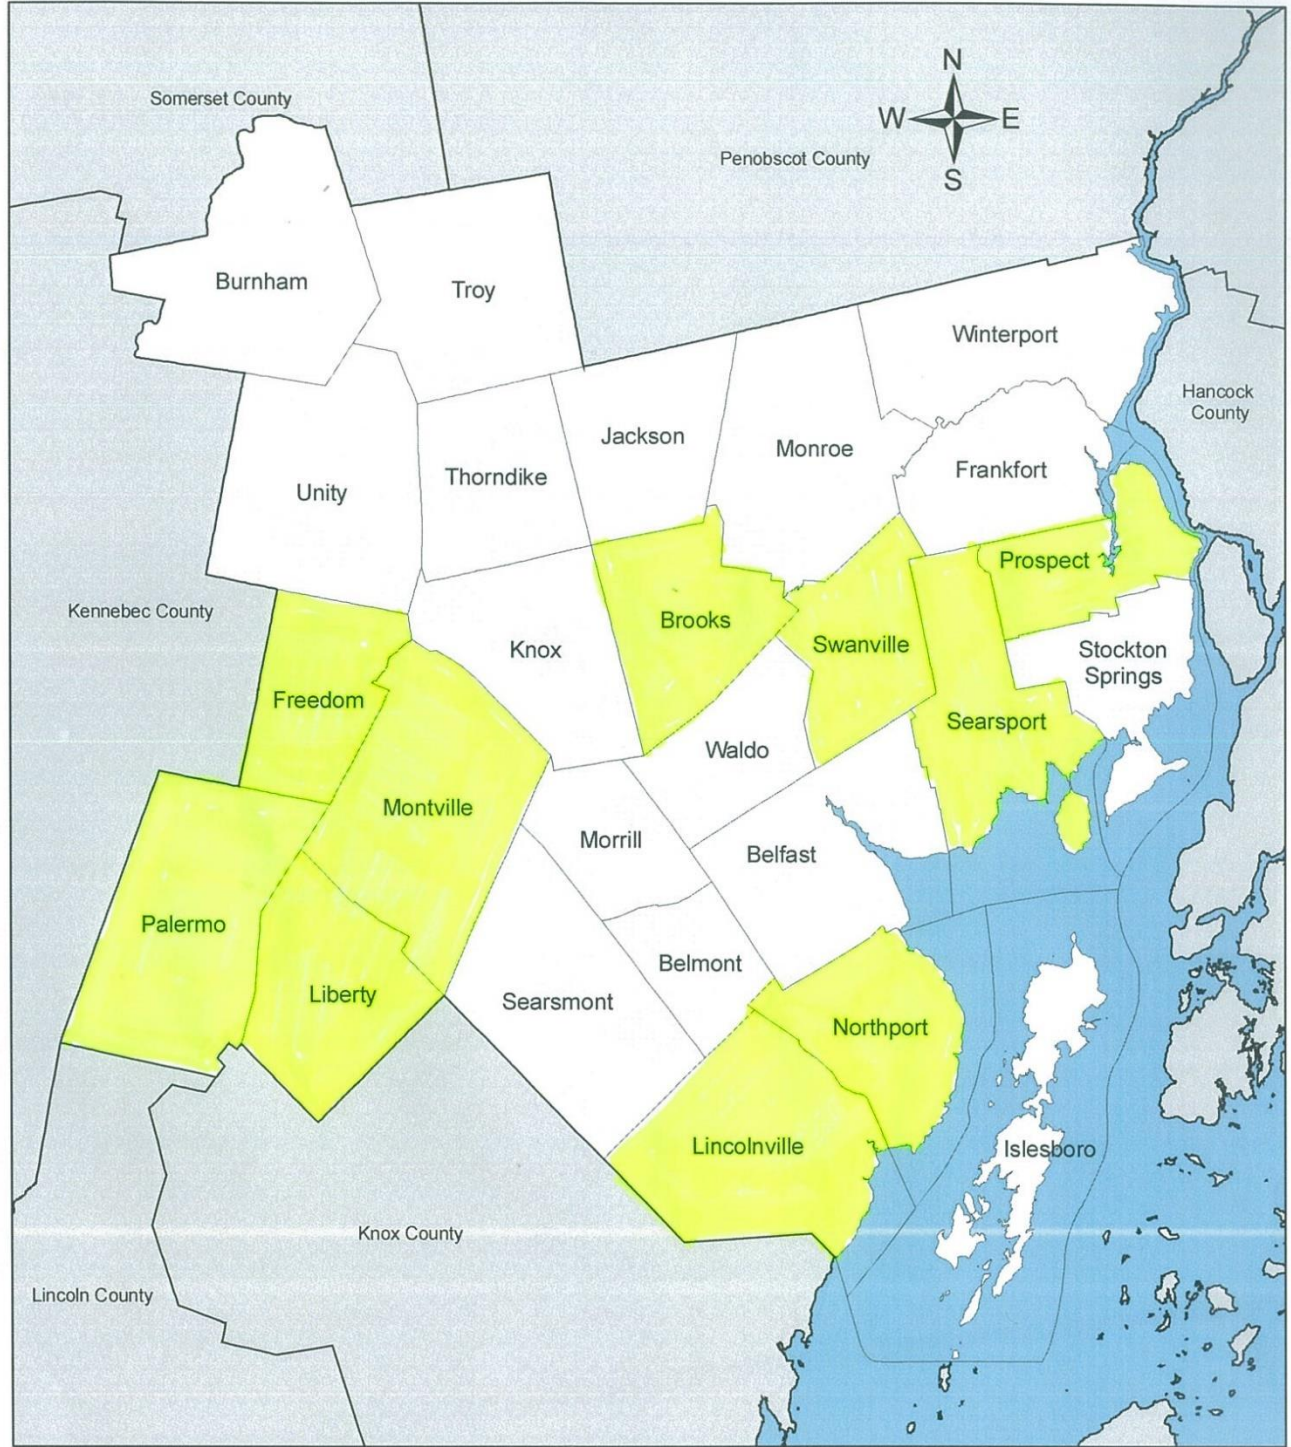 N
Somerset County
W
E
Penobscot County
S
Burnham
Troy
Winterport
Hancock
County
Jackson
Monroe
Thorndike
Frankfort
Unity
Prospect
Kennebec County
Brooks
Swanville
Knox
Stockton
Springs
Freedom
Searsport
Waldo
Montville
Morrill
Belfast
Palermo
Belmont
Liberty
Searsmont
Northport
Lincolnville
Islesboro
Knox County
Lincoln County